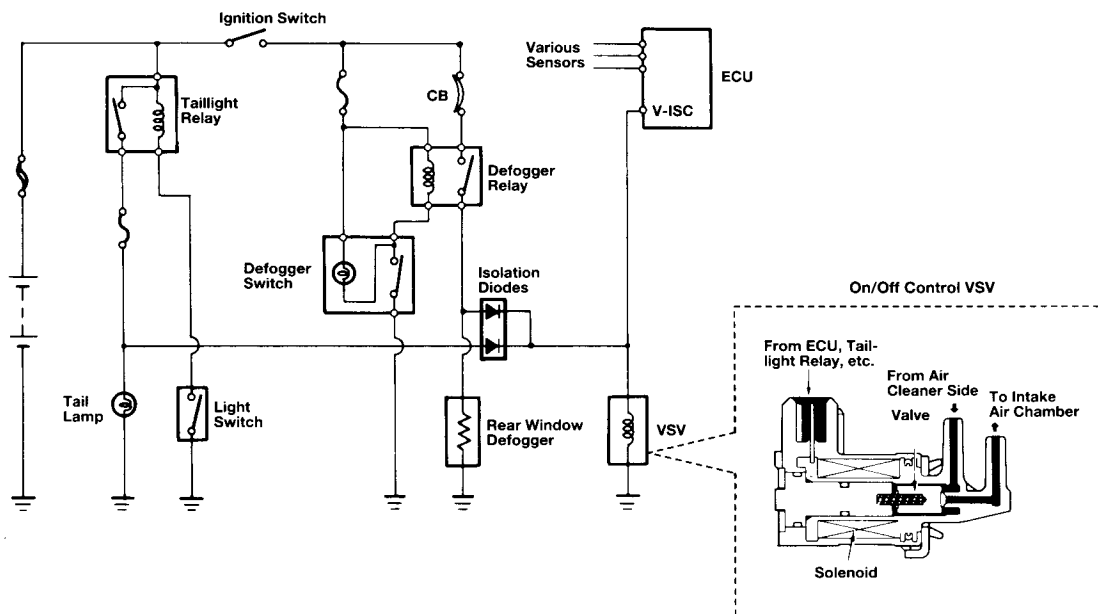 Ignition Switch
Various
Sensors
ECU
Taillight
Relay
CB
V-ISC
Defogger
Relay
Defogger
Switch
Isolation
Diodes
On/Off Control VSV
From ECU, Tail-
light Relay, etc.
From Air
Cleaner Side
To Intake
Air Chamber
Valve
Tail
Lamp
Light
Switch
Rear Window
Defogger
VSV
Solenoid